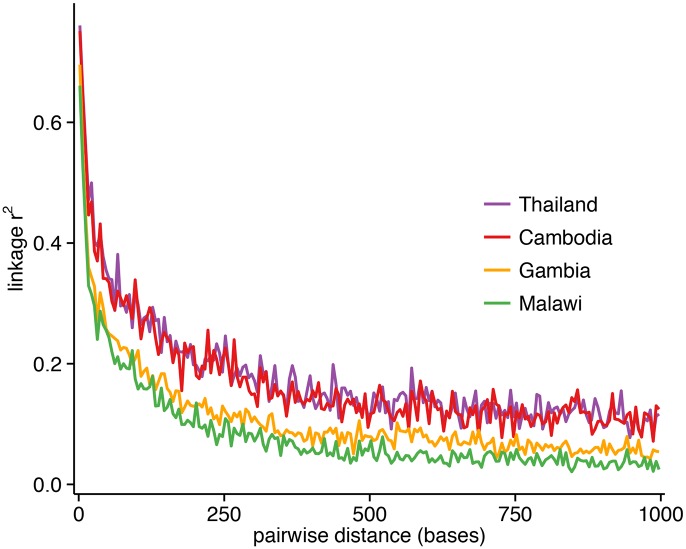 linkage r²
0.6
0.4
0.2
0.0
Thailand
Cambodia
Gambia
Malawi
0 250 500 750 1000
pairwise distance (bases)